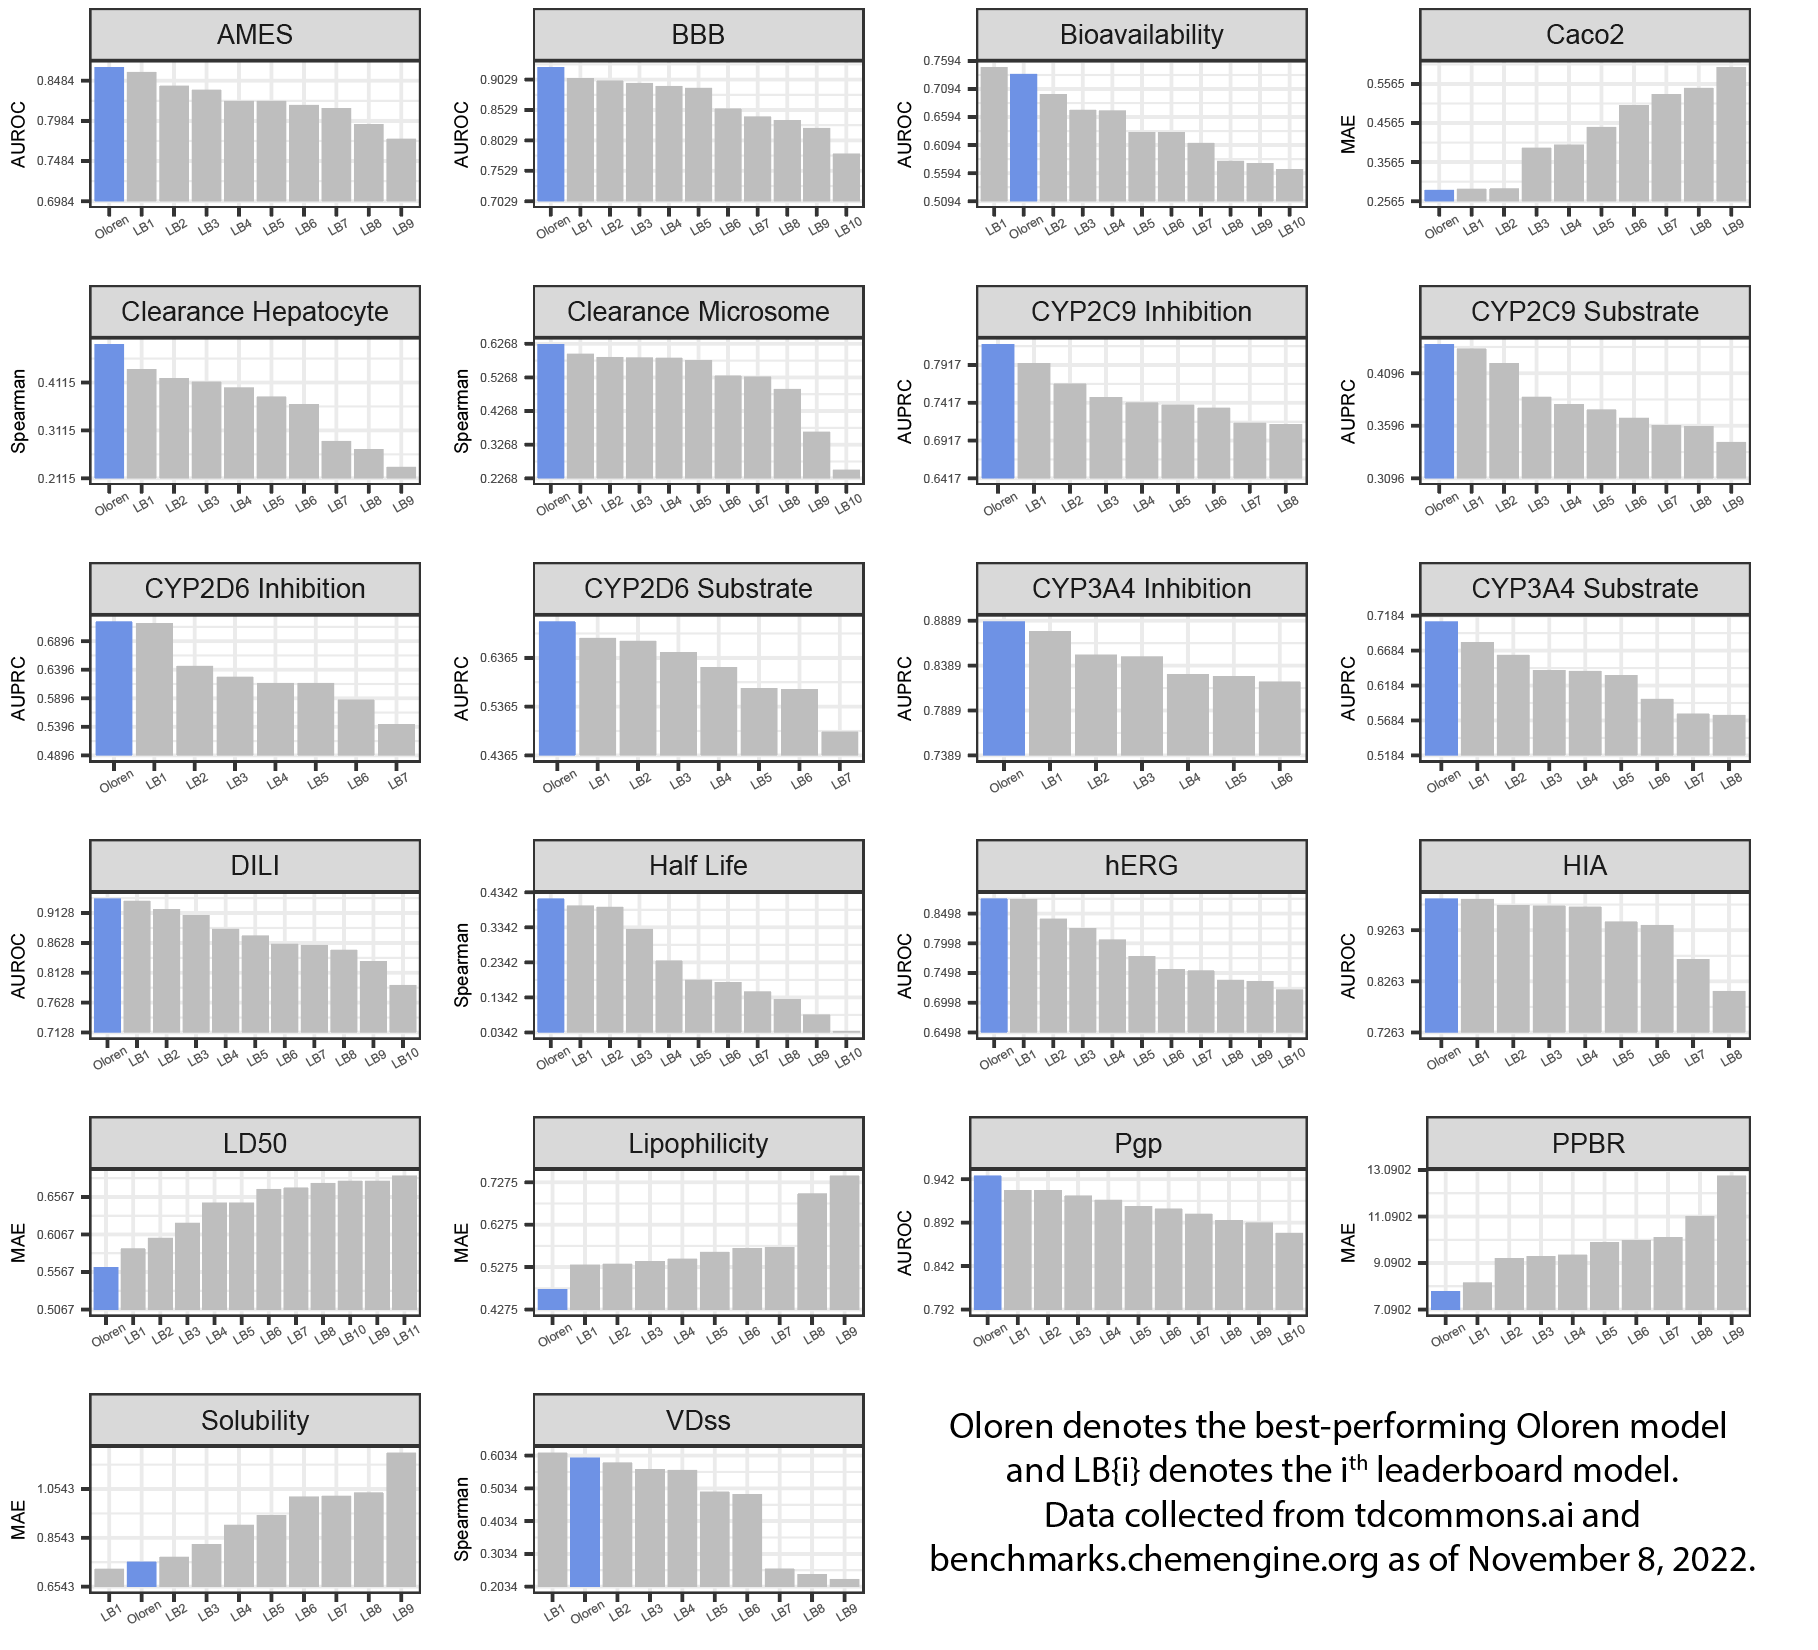 AMES
AUROC
0.8484
0.7984
0.7484
0.6984
Oloren LB1 LB2 LB3 LB4 LB5 LB6 LB7 LB8 LB9
BBB
AUROC
0.9029
0.8529
0.8029
0.7529
0.7029
Oloren LB1 LB2 LB3 LB4 LB5 LB6 LB7 LB8 LB9 LB10
Bioavailability
AUROC
0.7594
0.7094
0.6594
0.6094
0.5594
0.5094
LB1 Oloren LB2 LB3 LB4 LB5 LB6 LB7 LB8 LB9 LB10
Caco2
MAE
0.5565
0.4565
0.3565
0.2565
Oloren LB1 LB2 LB3 LB4 LB5 LB6 LB7 LB8 LB9
Clearance Hepatocyte
Spearman
0.4115
0.3115
0.2115
Oloren LB1 LB2 LB3 LB4 LB5 LB6 LB7 LB8 LB9
Clearance Microsome
Spearman
0.6268
0.5268
0.4268
0.3268
0.2268
Oloren LB1 LB2 LB3 LB4 LB5 LB6 LB7 LB8 LB9 LB10
CYP2C9 Inhibition
AUPRC
0.7917
0.7417
0.6917
0.6417
Oloren LB1 LB2 LB3 LB4 LB5 LB6 LB7 LB8
CYP2C9 Substrate
AUPRC
0.4096
0.3596
0.3096
Oloren LB1 LB2 LB3 LB4 LB5 LB6 LB7 LB8 LB9
CYP2D6 Inhibition
AUPRC
0.6896
0.6396
0.5896
0.5396
0.4896
Oloren LB1 LB2 LB3 LB4 LB5 LB6 LB7
CYP2D6 Substrate
AUPRC
0.6365
0.5365
0.4365
Oloren LB1 LB2 LB3 LB4 LB5 LB6 LB7
CYP3A4 Inhibition
AUPRC
0.8889
0.8389
0.7889
0.7389
Oloren LB1 LB2 LB3 LB4 LB5 LB6
CYP3A4 Substrate
AUPRC
0.7184
0.6684
0.6184
0.5684
0.5184
Oloren LB1 LB2 LB3 LB4 LB5 LB6 LB7 LB8
DILI
AUROC
0.9128
0.8628
0.8128
0.7628
0.7128
Oloren LB1 LB2 LB3 LB4 LB5 LB6 LB7 LB8 LB9 LB10
Half Life
Spearman
0.4342
0.3342
0.2342
0.1342
0.0342
Oloren LB1 LB2 LB3 LB4 LB5 LB6 LB7 LB8 LB9 LB10
hERG
AUROC
0.8498
0.7998
0.7498
0.6998
0.6498
Oloren LB1 LB2 LB3 LB4 LB5 LB6 LB7 LB8 LB9 LB10
HIA
AUROC
0.9263
0.8263
0.7263
Oloren LB1 LB2 LB3 LB4 LB5 LB6 LB7 LB8
LD50
MAE
0.6567
0.6067
0.5567
0.5067
Oloren LB1 LB2 LB3 LB4 LB5 LB6 LB7 LB8 LB10 LB9 LB11
Lipophilicity
MAE
0.7275
0.6275
0.5275
0.4275
Oloren LB1 LB2 LB3 LB4 LB5 LB6 LB7 LB8 LB9
Pgp
AUROC
0.942
0.892
0.842
0.792
Oloren LB1 LB2 LB3 LB4 LB5 LB6 LB7 LB8 LB9 LB10
PPBR
MAE
13.0902
11.0902
9.0902
7.0902
Oloren LB1 LB2 LB3 LB4 LB5 LB6 LB7 LB8 LB9
Solubility
MAE
1.0543
0.8543
0.6543
LB1 Oloren LB2 LB3 LB4 LB5 LB6 LB7 LB8 LB9
VDss
Spearman
0.6034
0.5034
0.4034
0.3034
0.2034
LB1 Oloren LB2 LB3 LB4 LB5 LB6 LB7 LB8 LB9
Oloren denotes the best-performing Oloren model
and LB{i} denotes the iᵗʰ leaderboard model.
Data collected from tdcommons.ai and
benchmarks.chemengine.org as of November 8, 2022.